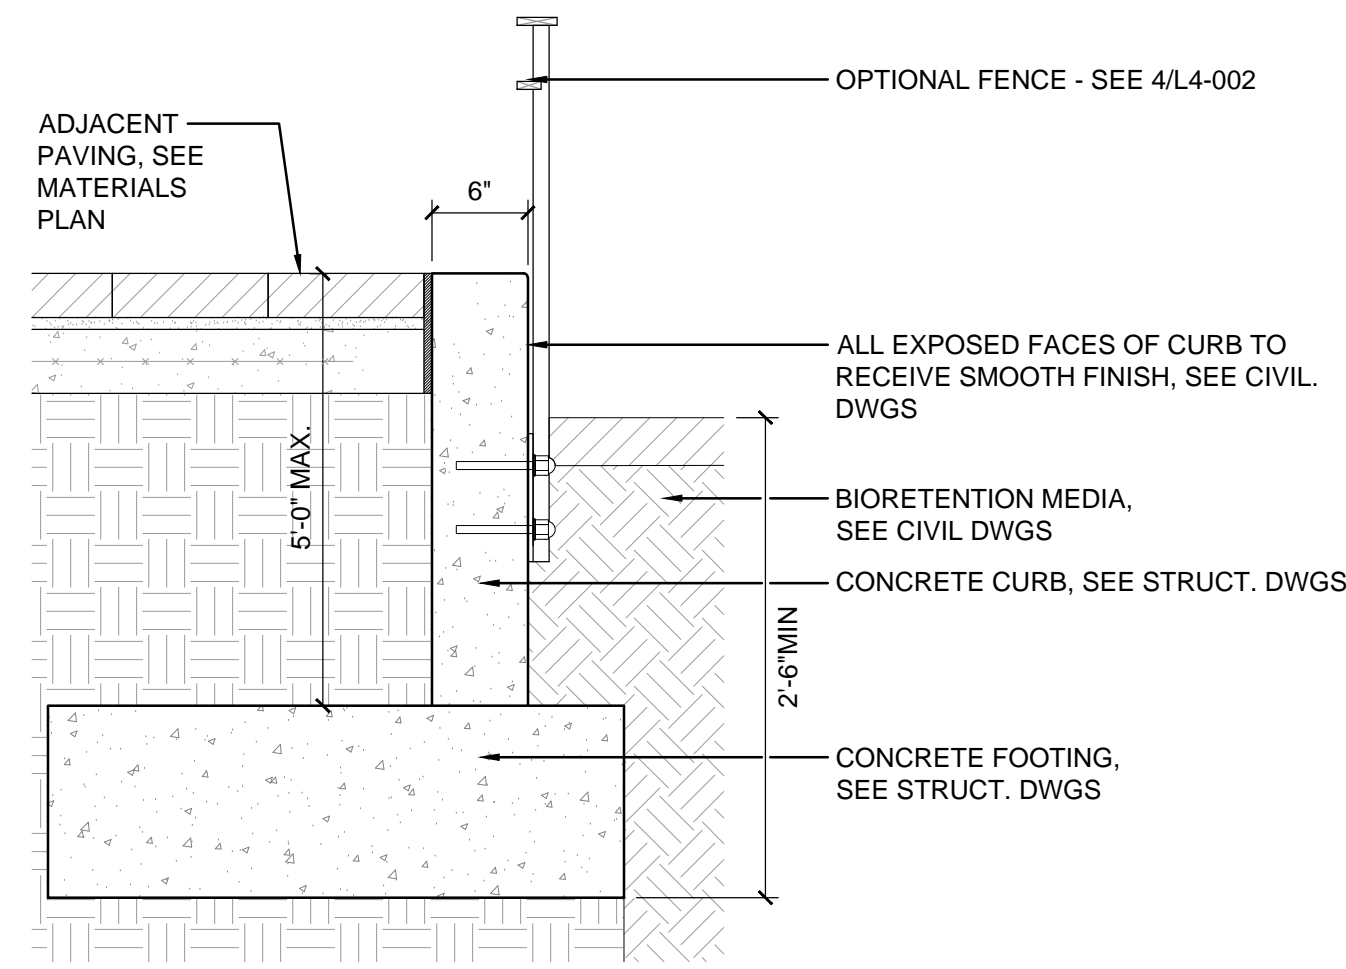 OPTIONAL FENCE - SEE 4/L4-002
ADJACENT
PAVING, SEE
MATERIALS
PLAN
6"
ALL EXPOSED FACES OF CURB TO
RECEIVE SMOOTH FINISH, SEE CIVIL.
DWGS
5'-0" MAX.
BIORETENTION MEDIA,
SEE CIVIL DWGS
CONCRETE CURB, SEE STRUCT. DWGS
2'-6"MIN
CONCRETE FOOTING,
SEE STRUCT. DWGS